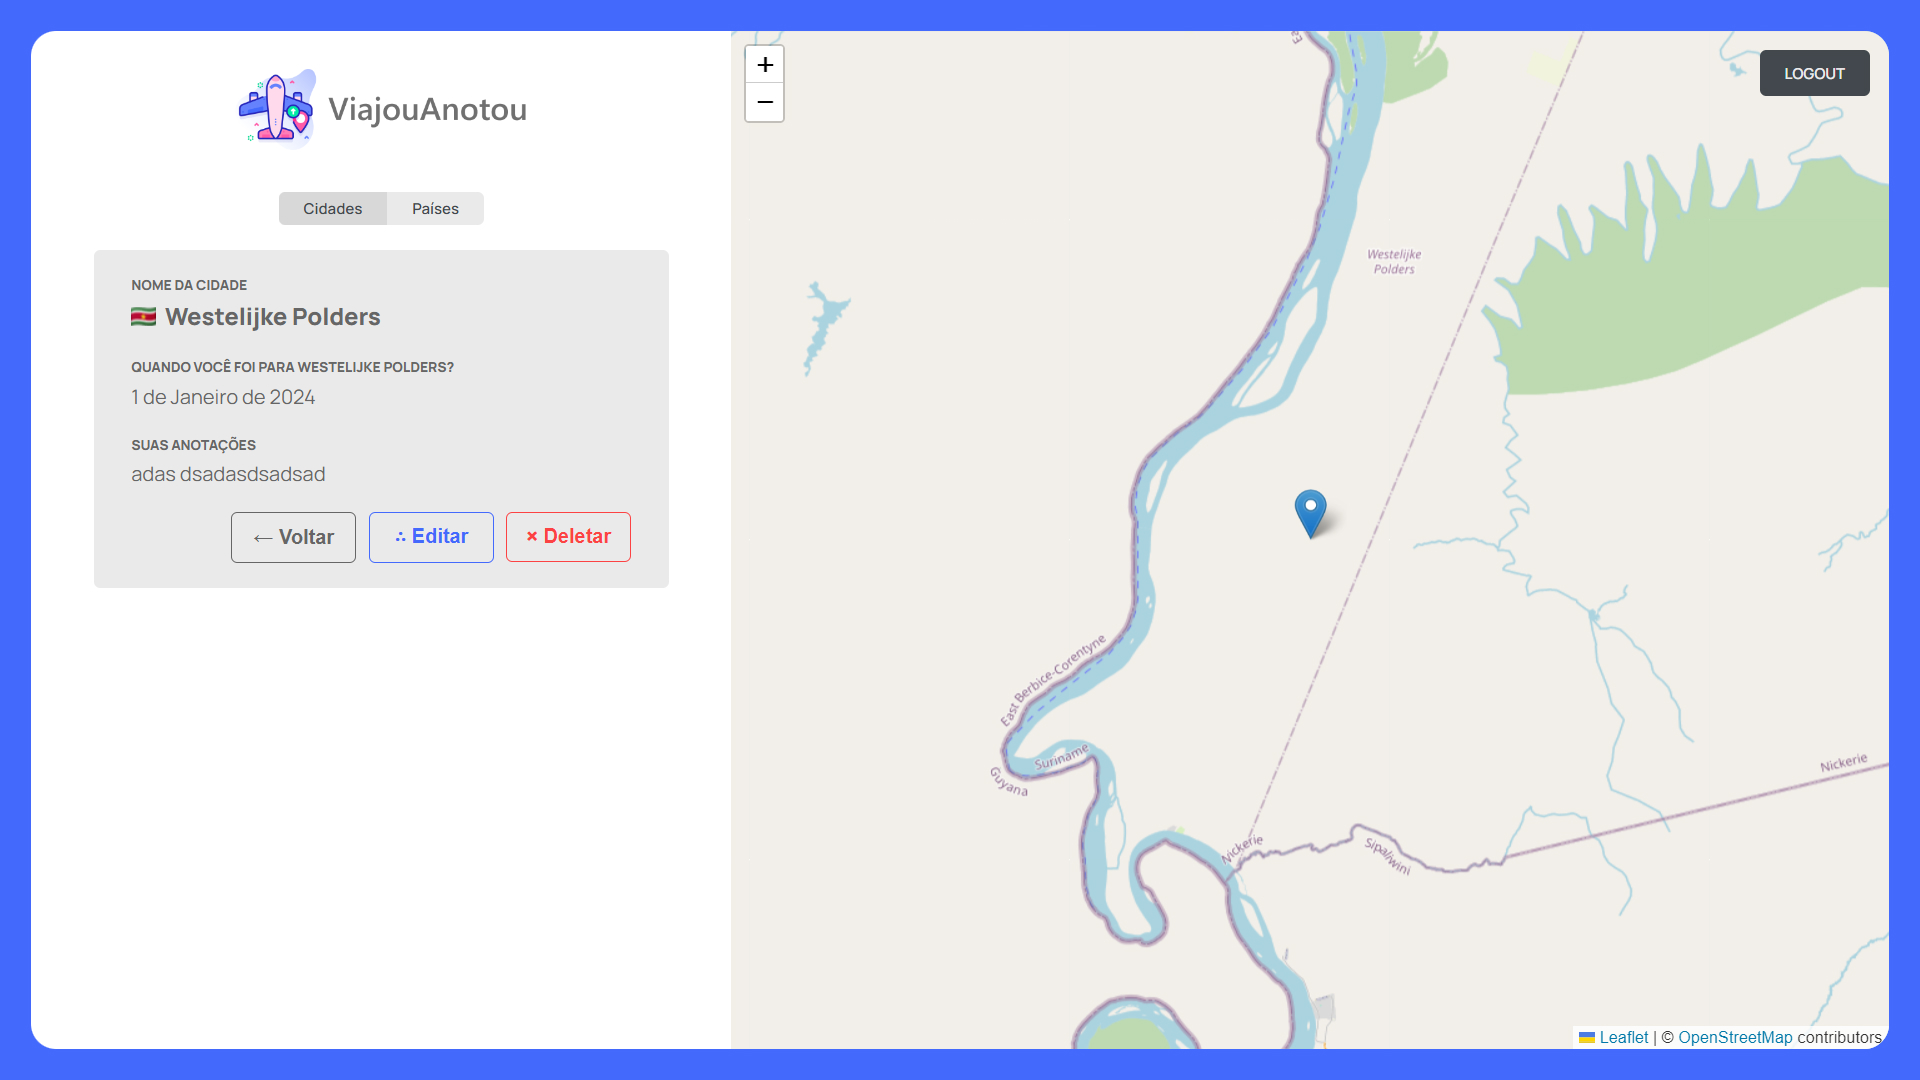 ViajouAnotou
Cidades
Países
NOME DA CIDADE
Westelijke Polders
QUANDO VOCÊ FOI PARA WESTELIJKE POLDERS?
1 de Janeiro de 2024
SUAS ANOTAÇÕES
adas dsadasdsadsad
← Voltar
∴ Editar
× Deletar
+
−
LOGOUT
Ea
Westelijke
Polders
East Berbice-Corentyne
Suriname
Guyana
Nickerie
Sipaliwini
Nickerie
Leaflet | © OpenStreetMap contributors